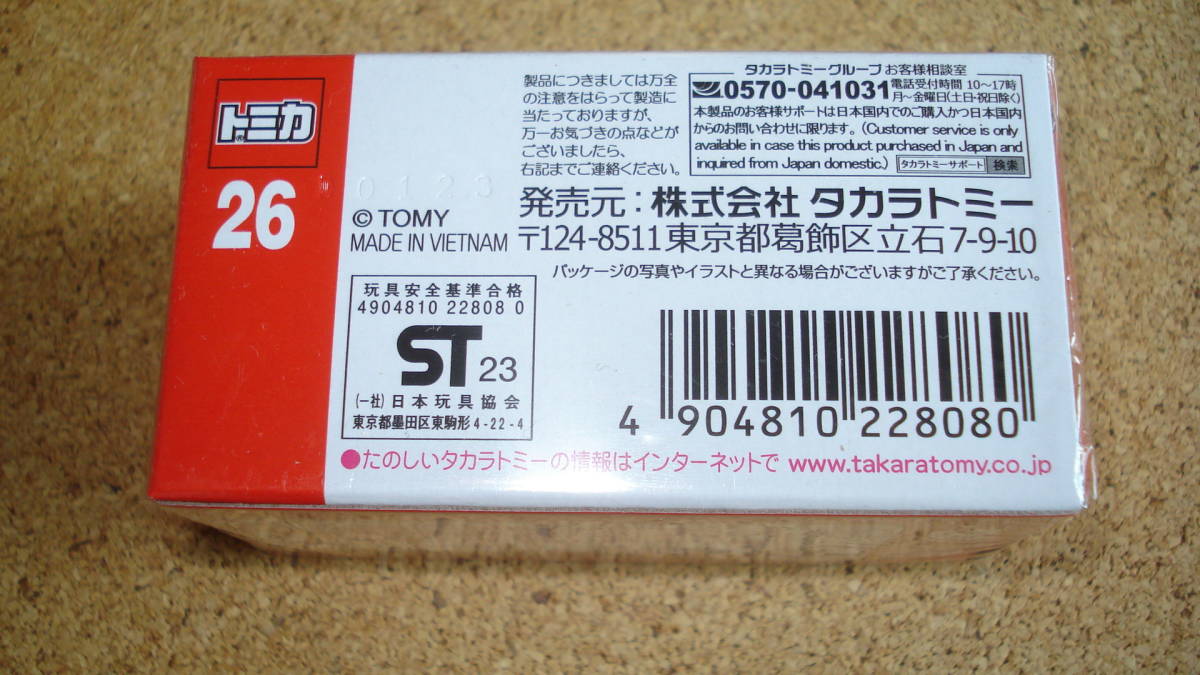 トミカ
26
0123
© TOMY
MADE IN VIETNAM
製品につきましては万全
の注意をはらって製造に
当たっておりますが、
万一お気づきの点などが
ございましたら、
右記までご連絡ください。
タカラトミーグループ お客様相談室
0570-041031 電話受付時間 10〜17時
月〜金曜日(土日・祝日除く)
本製品のお客様サポートは日本国内でのご購入かつ日本国内
からのお問い合わせに限ります。(Customer service is only
available in case this product purchased in Japan and
inquired from Japan domestic.) タカラトミーサポート 検索
発売元:株式会社 タカラトミー
〒124-8511 東京都葛飾区立石7-9-10
パッケージの写真やイラストと異なる場合がございますがご了承ください。
玩具安全基準合格
4904810 22808 0
ST 23
(一社)日本玩具協会
東京都墨田区東駒形4-22-4
4 904810 228080
●たのしいタカラトミーの情報はインターネットで www.takaratomy.co.jp